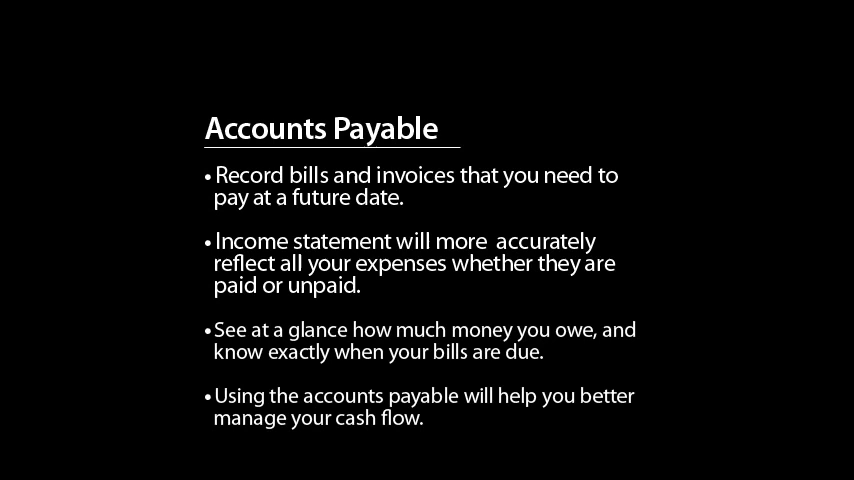 Accounts Payable
• Record bills and invoices that you need to
pay at a future date.
• Income statement will more  accurately
reflect all your expenses whether they are
paid or unpaid.
• See at a glance how much money you owe, and
know exactly when your bills are due.
• Using the accounts payable will help you better
manage your cash flow.